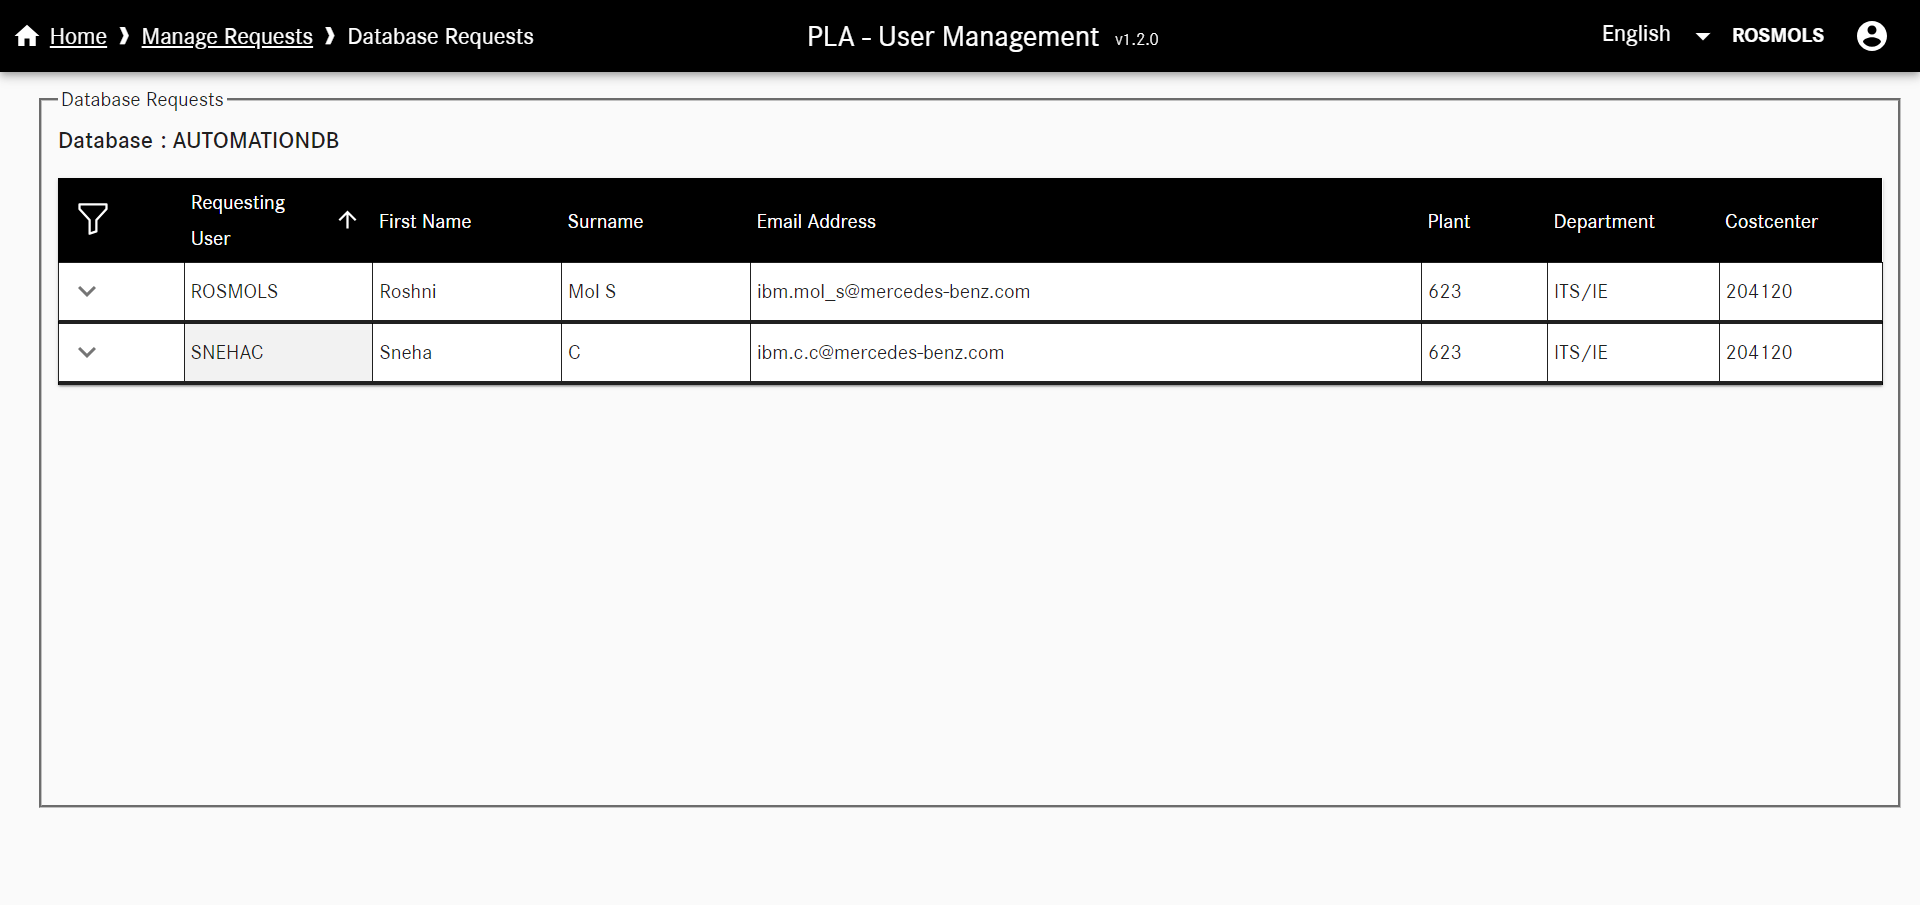 Home ❱ Manage Requests ❱ Database Requests
PLA - User Management v1.2.0
English ROSMOLS
Database Requests
Database : AUTOMATIONDB
Requesting User First Name Surname Email Address Plant Department Costcenter
ROSMOLS Roshni Mol S ibm.mol_s@mercedes-benz.com 623 ITS/IE 204120
SNEHAC Sneha C ibm.c.c@mercedes-benz.com 623 ITS/IE 204120